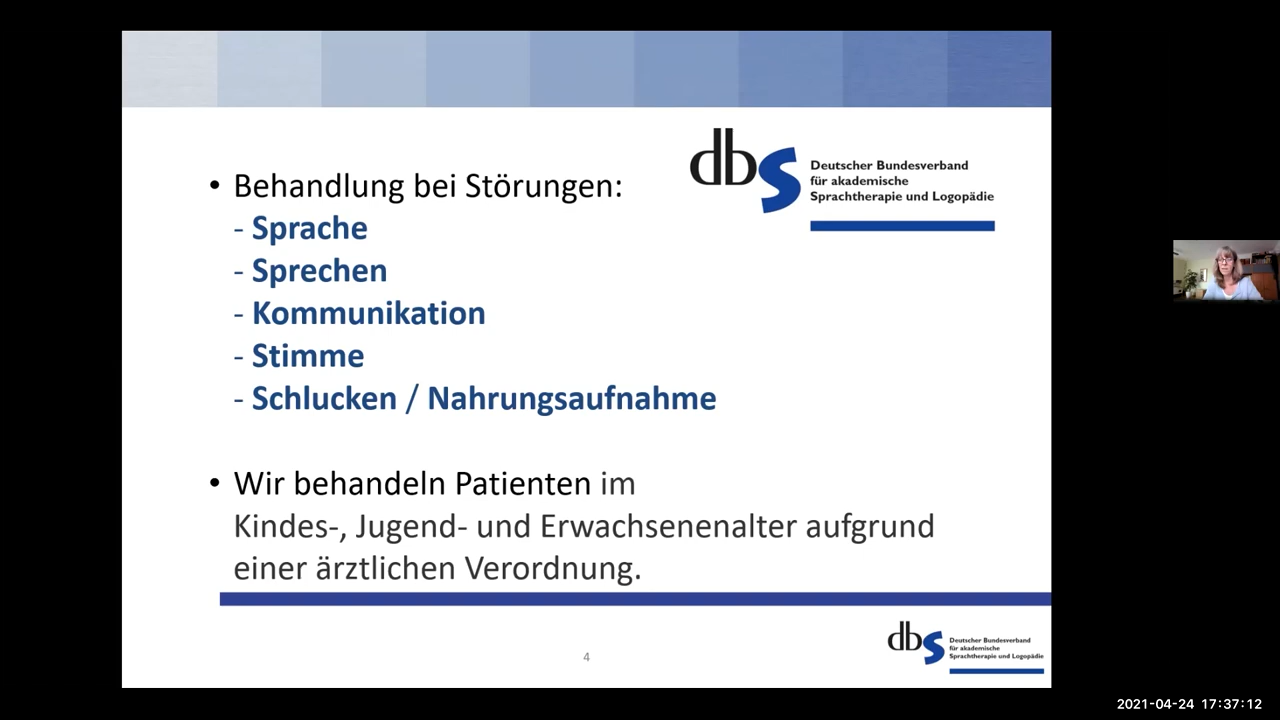 Deutscher Bundesverband
für akademische
Sprachtherapie und Logopädie
dbs
• Behandlung bei Störungen:
- Sprache
- Sprechen
- Kommunikation
- Stimme
- Schlucken / Nahrungsaufnahme
• Wir behandeln Patienten im
Kindes-, Jugend- und Erwachsenenalter aufgrund
einer ärztlichen Verordnung.
dbs
Deutscher Bundesverband
für akademische
Sprachtherapie und Logopädie
4
2021-04-24 17:37:12